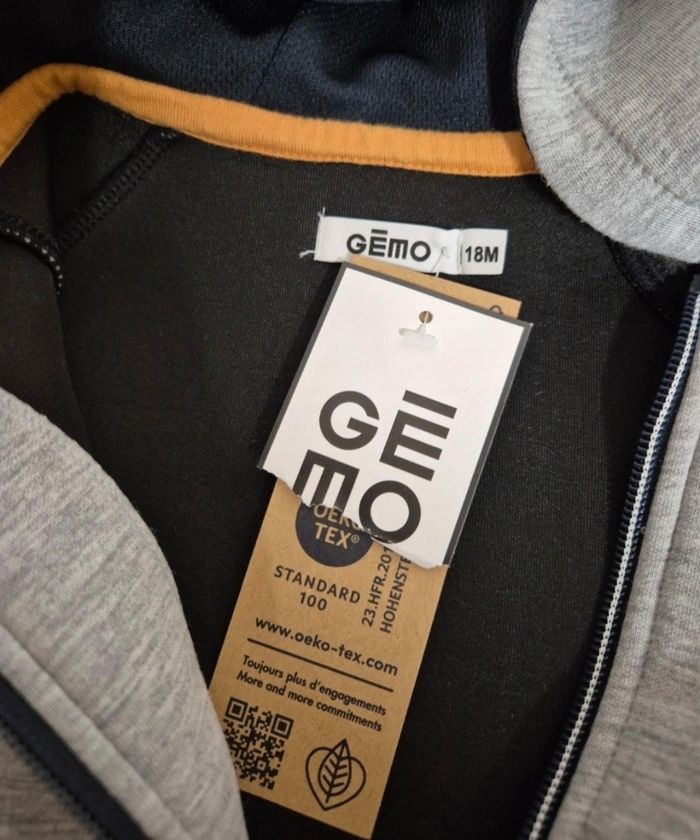 GĒMO 18M
GĒ
MO
TEX®
STANDARD
100
23.HFR.201
HOHENST
www.oeko-tex.com
Toujours plus d'engagements
More and more commitments